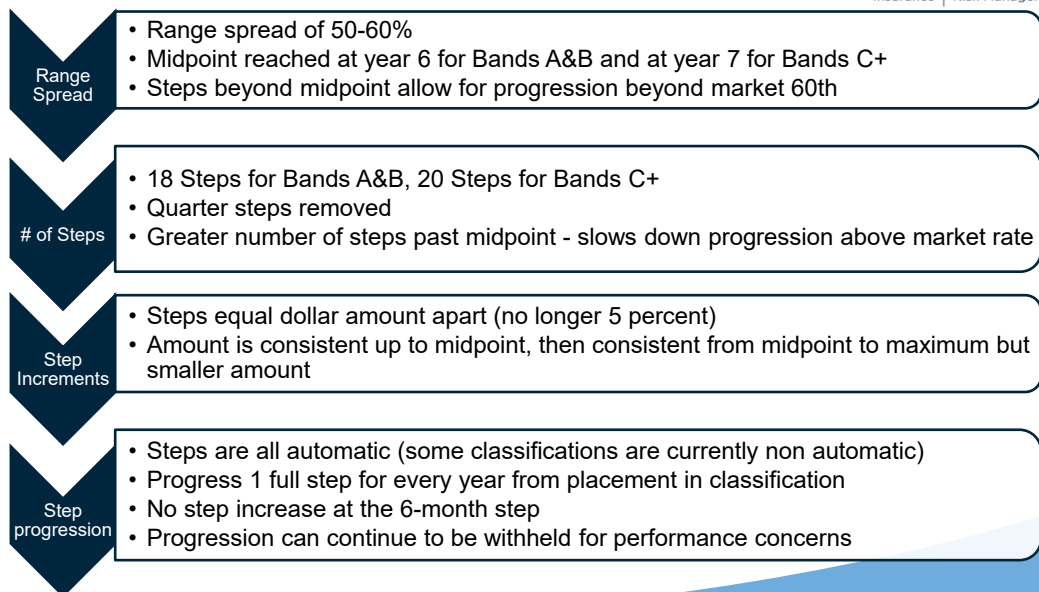 Insurance | Risk Manage
Range
Spread
• Range spread of 50-60%
• Midpoint reached at year 6 for Bands A&B and at year 7 for Bands C+
• Steps beyond midpoint allow for progression beyond market 60th
# of Steps
• 18 Steps for Bands A&B, 20 Steps for Bands C+
• Quarter steps removed
• Greater number of steps past midpoint - slows down progression above market rate
Step
Increments
• Steps equal dollar amount apart (no longer 5 percent)
• Amount is consistent up to midpoint, then consistent from midpoint to maximum but
smaller amount
Step
progression
• Steps are all automatic (some classifications are currently non automatic)
• Progress 1 full step for every year from placement in classification
• No step increase at the 6-month step
• Progression can continue to be withheld for performance concerns